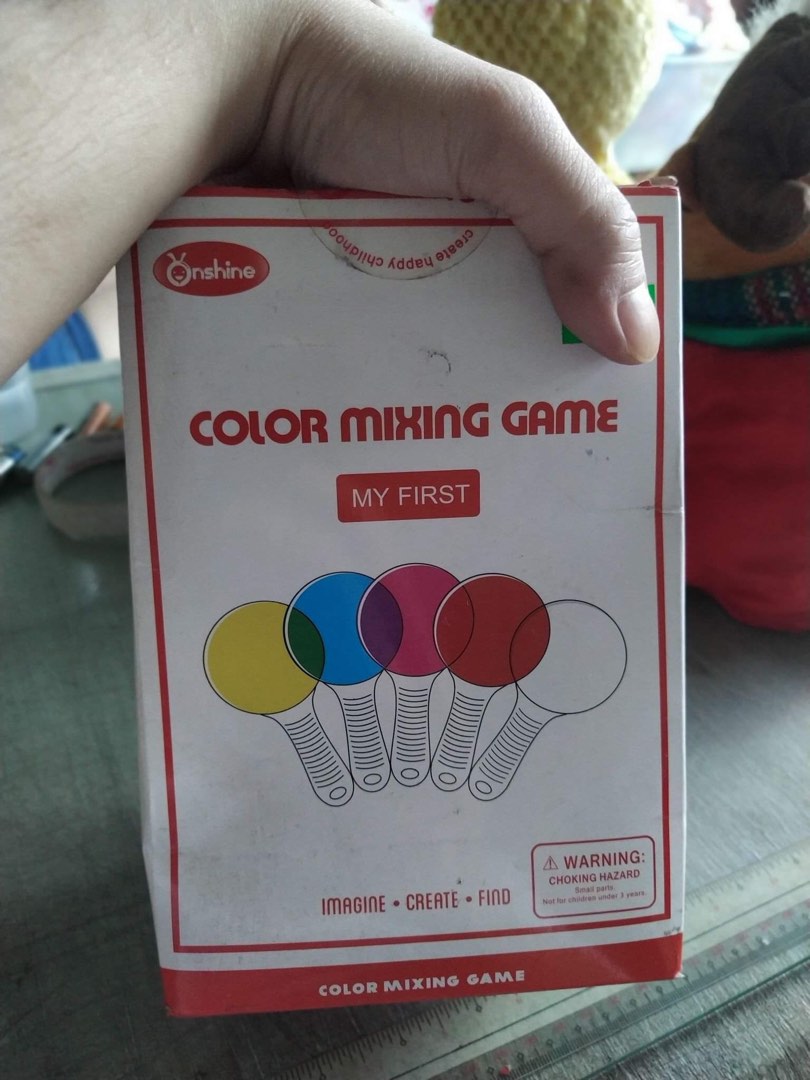 Onshine
create happy childhoo
COLOR MIXING GAME
MY FIRST
IMAGINE • CREATE • FIND
⚠ WARNING:
CHOKING HAZARD
Small parts.
Not for children under 3 years.
COLOR MIXING GAME